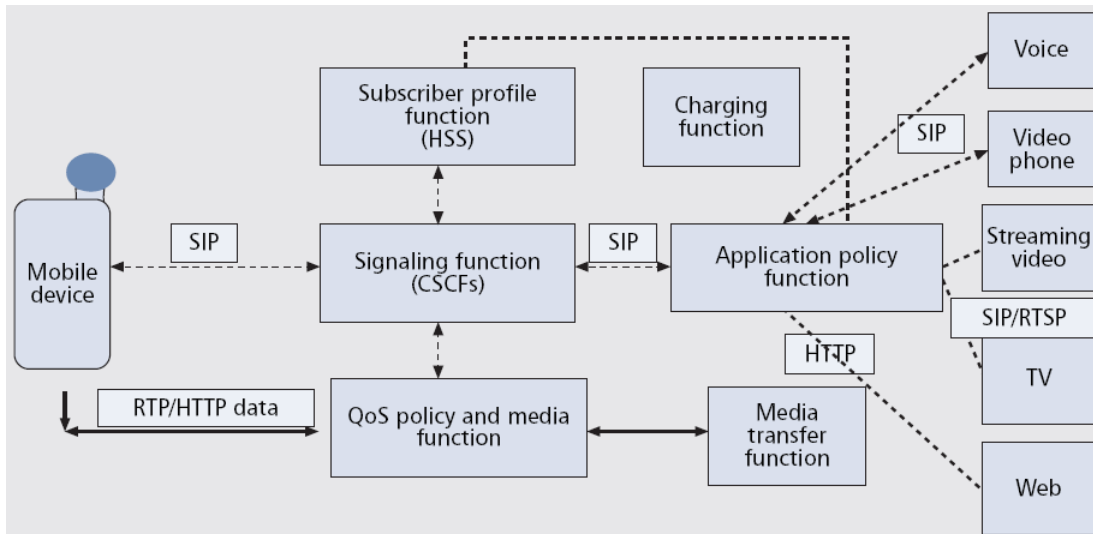 Voice
Subscriber profile
function
(HSS)
Charging
function
SIP
Video
phone
Mobile
device
SIP
Signaling function
(CSCFs)
SIP
Application policy
function
Streaming
video
SIP/RTSP
HTTP
TV
RTP/HTTP data
QoS policy and media
function
Media
transfer
function
Web